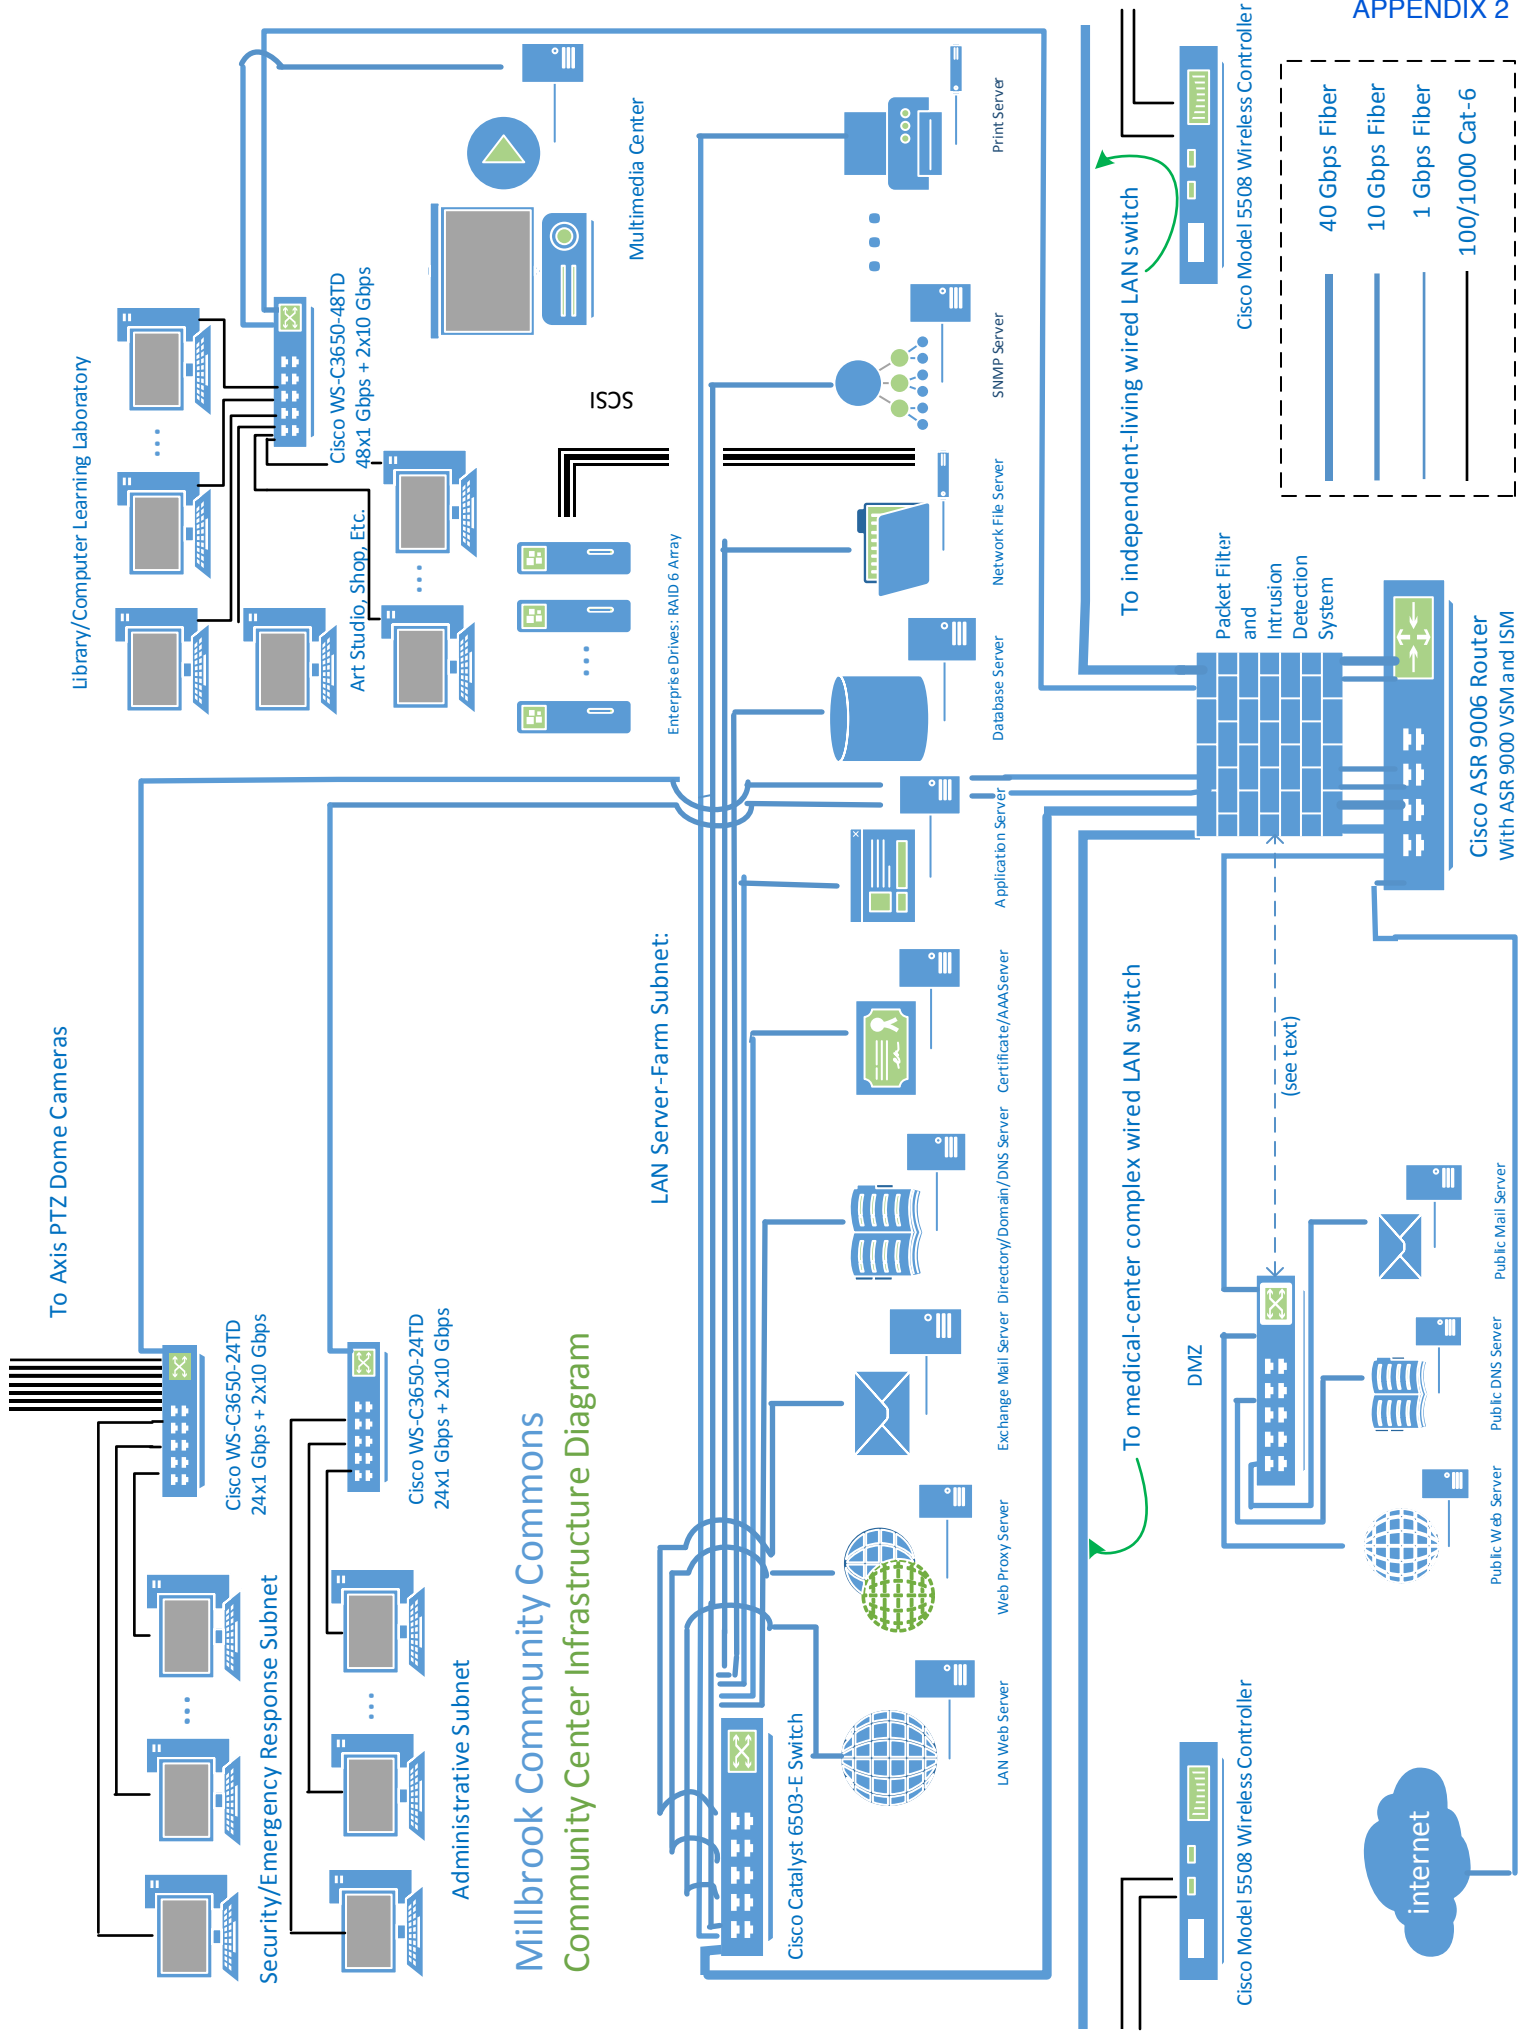 APPENDIX 2
To Axis PTZ Dome Cameras
Library/Computer Learning Laboratory
Cisco WS-C3650-24TD
24x1 Gbps + 2x10 Gbps
Security/Emergency Response Subnet
Cisco WS-C3650-48TD
48x1 Gbps + 2x10 Gbps
Art Studio, Shop, Etc.
Cisco WS-C3650-24TD
24x1 Gbps + 2x10 Gbps
Administrative Subnet
Multimedia Center
SCSI
Enterprise Drives: RAID 6 Array
Millbrook Community Commons
Community Center Infrastructure Diagram
LAN Server-Farm Subnet:
Cisco Catalyst 6503-E Switch
LAN Web Server
Web Proxy Server
Exchange Mail Server
Directory/Domain/DNS Server
Certificate/AAA Server
Application Server
Database Server
Network File Server
SNMP Server
Print Server
To medical-center complex wired LAN switch
To independent-living wired LAN switch
DMZ
Packet Filter
and
Intrusion
Detection
System
(see text)
Cisco Model 5508 Wireless Controller
Cisco Model 5508 Wireless Controller
internet
Public Web Server
Public DNS Server
Public Mail Server
Cisco ASR 9006 Router
With ASR 9000 VSM and ISM
40 Gbps Fiber
10 Gbps Fiber
1 Gbps Fiber
100/1000 Cat-6